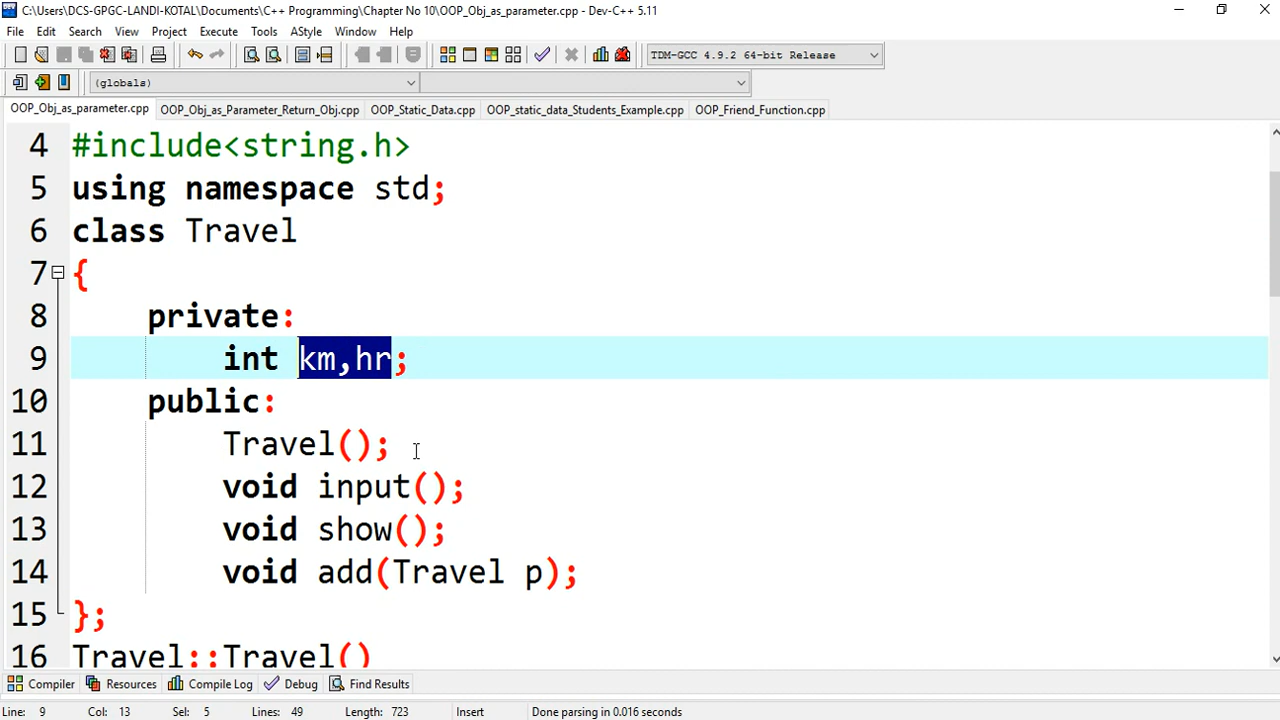 C:\Users\DCS-GPGC-LANDI-KOTAL\Documents\C++ Programming\Chapter No 10\OOP_Obj_as_parameter.cpp - Dev-C++ 5.11
File Edit Search View Project Execute Tools AStyle Window Help
TDM-GCC 4.9.2 64-bit Release
(globals)
OOP_Obj_as_parameter.cpp OOP_Obj_as_Parameter_Return_Obj.cpp OOP_Static_Data.cpp OOP_static_data_Students_Example.cpp OOP_Friend_Function.cpp
4 #include<string.h>
5 using namespace std;
6 class Travel
7 {
8 private:
9 int km,hr;
10 public:
11 Travel();
12 void input();
13 void show();
14 void add(Travel p);
15 };
16 Travel::Travel()
Compiler Resources Compile Log Debug Find Results
Line: 9 Col: 13 Sel: 5 Lines: 49 Length: 723 Insert Done parsing in 0.016 seconds